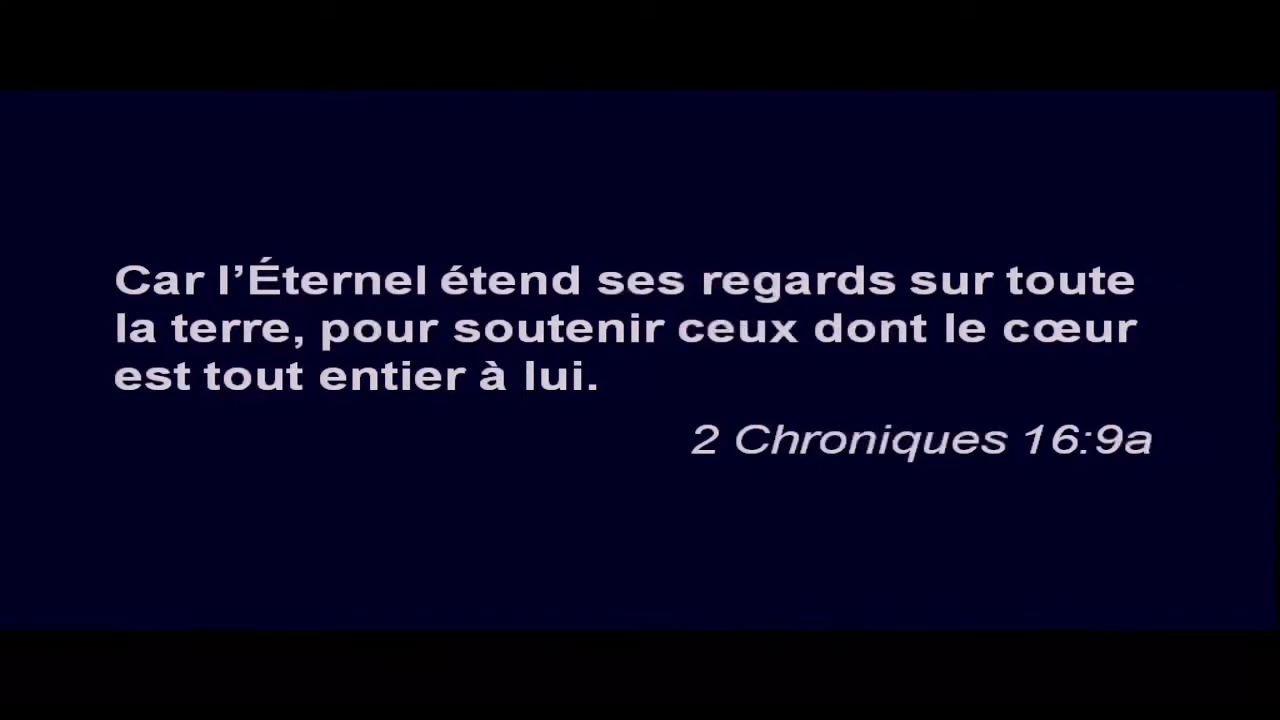 Car l’Éternel étend ses regards sur toute
la terre, pour soutenir ceux dont le cœur
est tout entier à lui.
2 Chroniques 16:9a